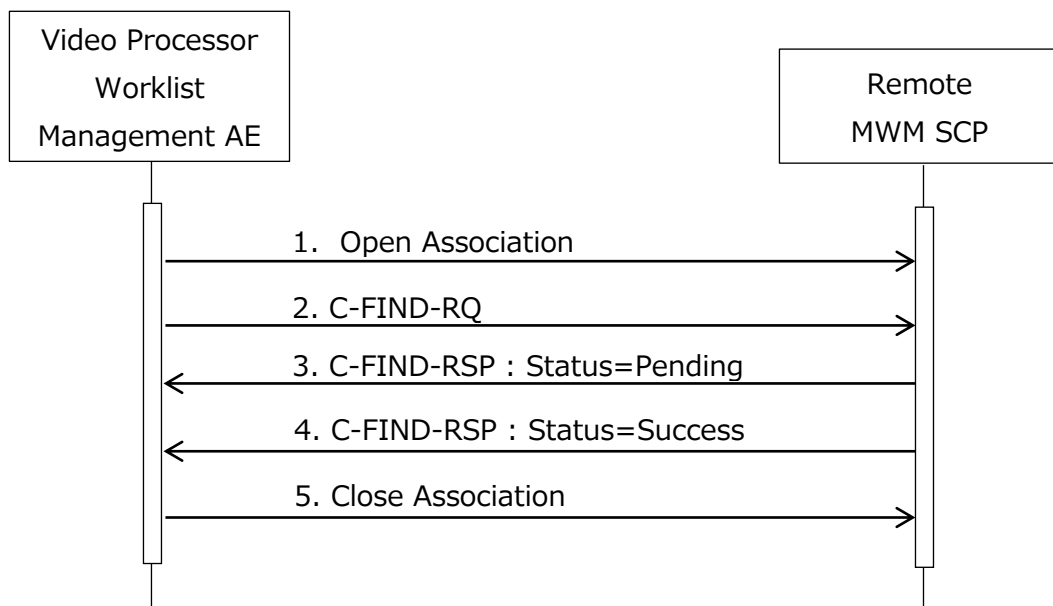 Video Processor
Worklist
Management AE
Remote
MWM SCP
1. Open Association
2. C-FIND-RQ
3. C-FIND-RSP : Status=Pending
4. C-FIND-RSP : Status=Success
5. Close Association